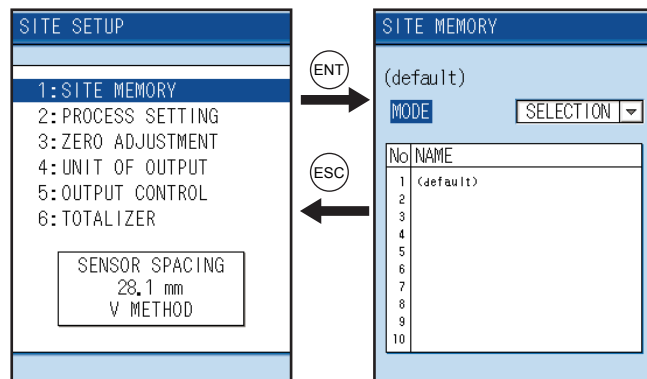 SITE SETUP
1:SITE MEMORY
2:PROCESS SETTING
3:ZERO ADJUSTMENT
4:UNIT OF OUTPUT
5:OUTPUT CONTROL
6:TOTALIZER
SENSOR SPACING
28.1 mm
V METHOD
ENT
ESC
SITE MEMORY
(default)
MODE SELECTION
No NAME
1 (default)
2
3
4
5
6
7
8
9
10